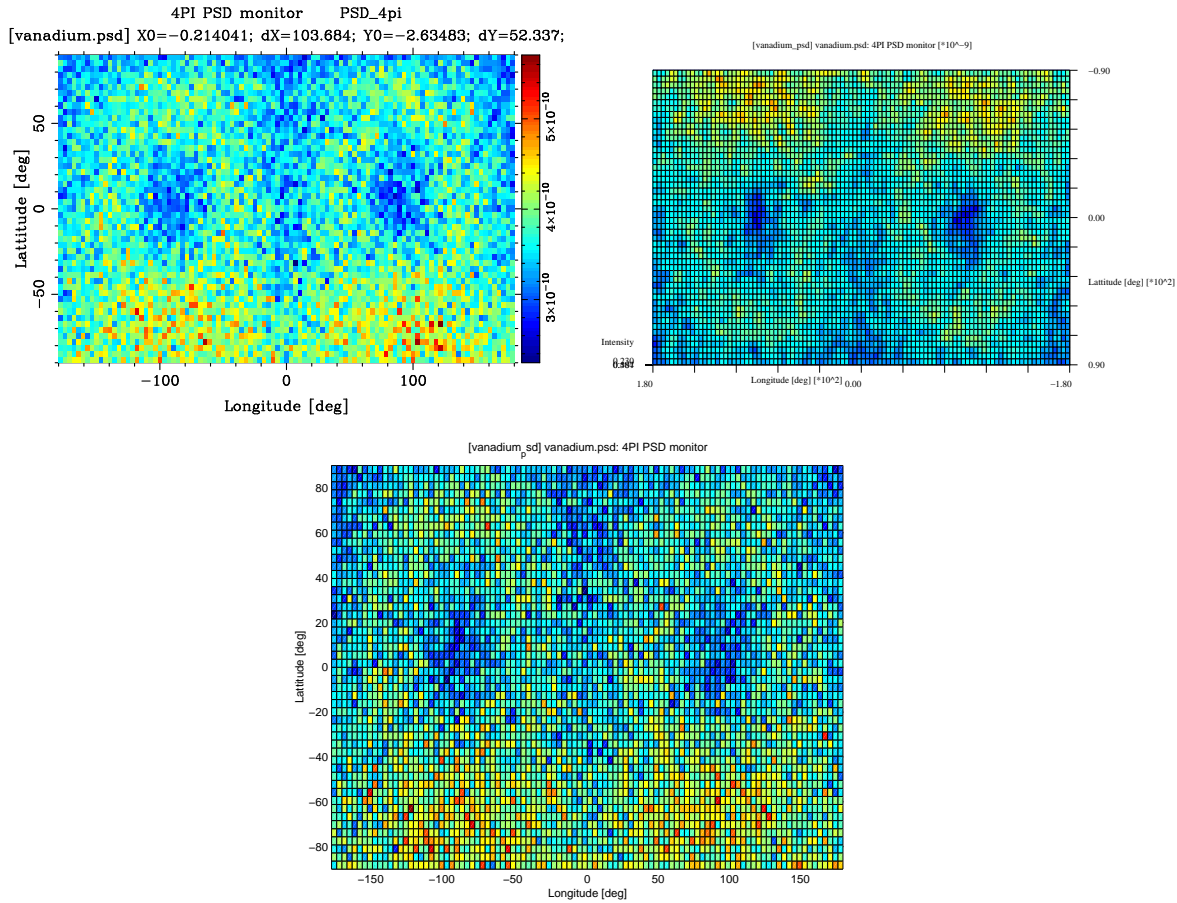 4PI PSD monitor PSD_4pi
[vanadium.psd] X0=−0.214041; dX=103.684; Y0=−2.63483; dY=52.337;
50
0
−50
Lattitude [deg]
−100 0 100
Longitude [deg]
5×10−10
4×10−10
3×10−10
[vanadium_psd] vanadium.psd: 4PI PSD monitor [*10^−9]
−0.90
0.00
Lattitude [deg] [*10^2]
0.90
Intensity
1.80 0.00 −1.80
Longitude [deg] [*10^2]
[vanadium_psd] vanadium.psd: 4PI PSD monitor
80
60
40
20
0
−20
−40
−60
−80
Lattitude [deg]
−150 −100 −50 0 50 100 150
Longitude [deg]